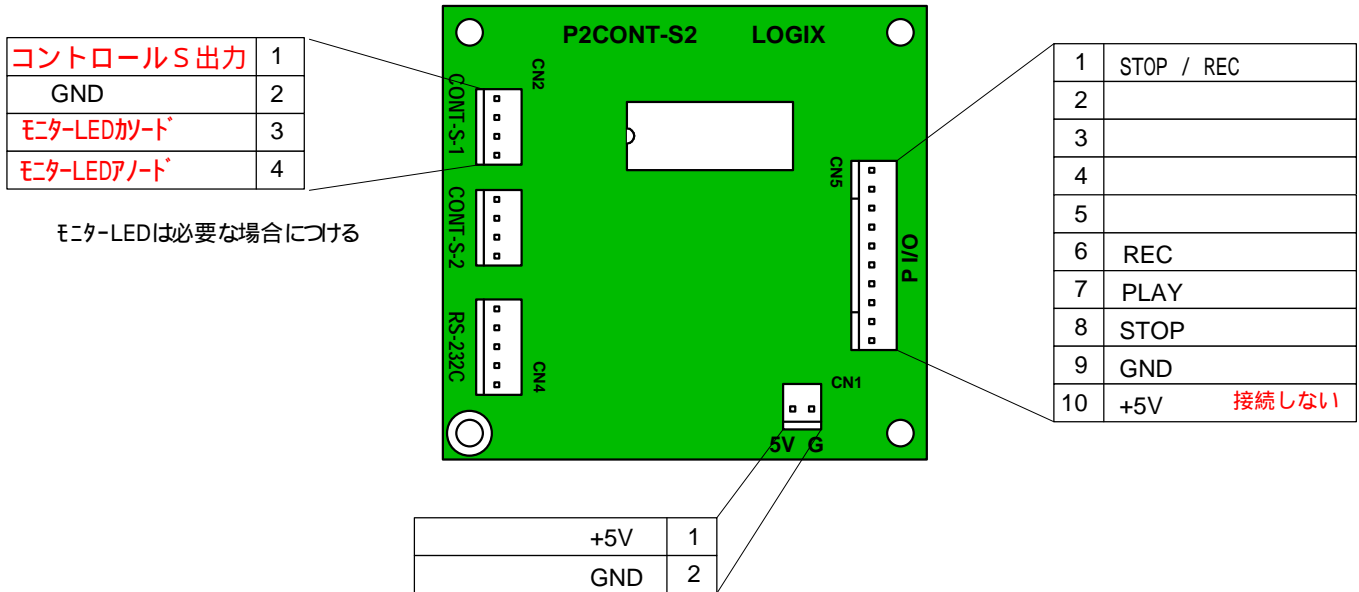 コントロールS出力 1
GND 2
ﾓﾆﾀｰLEDｶｿｰﾄﾞ 3
ﾓﾆﾀｰLEDｱﾉｰﾄﾞ 4
ﾓﾆﾀｰLEDは必要な場合につける
P2CONT-S2 LOGIX
CN2
CONT-S-1
CONT-S-2
RS-232C
CN4
CN5
P I/O
CN1
5V G
1 STOP / REC
2
3
4
5
6 REC
7 PLAY
8 STOP
9 GND
10 +5V 接続しない
+5V 1
GND 2